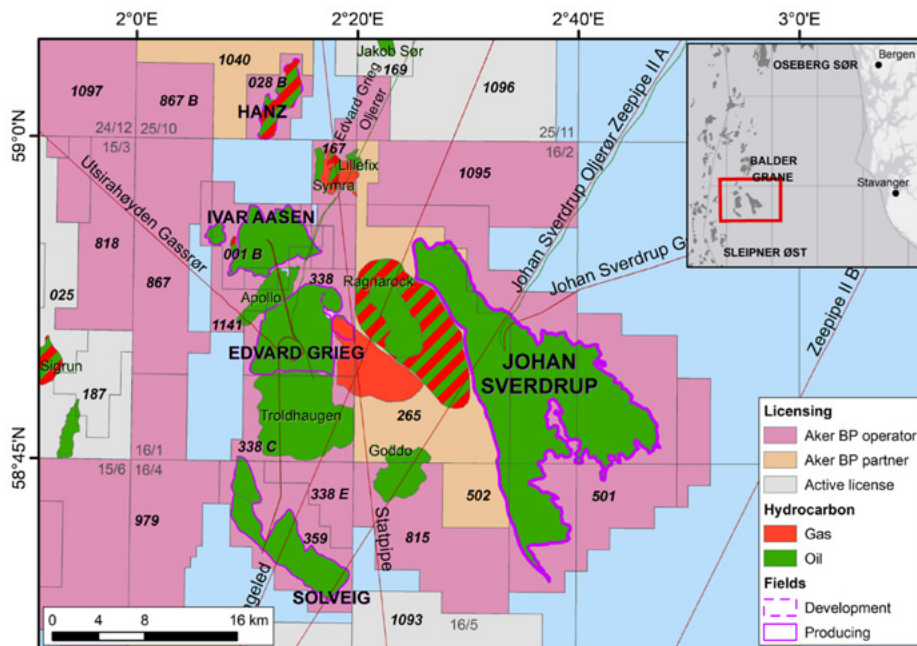 2°0'E
2°20'E
2°40'E
3°0'E
59°0'N
58°45'N
1040
Jakob Sør
169
1097
867 B
028 B
HANZ
Edvard Grieg
Oljerør
1096
24/12
25/10
15/3
25/11
16/2
Johan Sverdrup Oljerør
Zeepipe II A
167
Lillefix
Symra
1095
Utsirahøyden Gassrør
IVAR AASEN
001 B
818
867
338
Ragnarock
Johan Sverdrup G
Zeepipe II B
025
Apollo
1141
EDVARD GRIEG
JOHAN
SVERDRUP
Sigrun
187
Troldhaugen
265
338 C
Goddo
16/1
15/6
16/4
338 E
502
501
979
359
815
Statpipe
ngeled
SOLVEIG
1093
16/5
0
4
8
16 km
OSEBERG SØR
Bergen
BALDER
GRANE
Stavanger
SLEIPNER ØST
Licensing
Aker BP operator
Aker BP partner
Active license
Hydrocarbon
Gas
Oil
Fields
Development
Producing